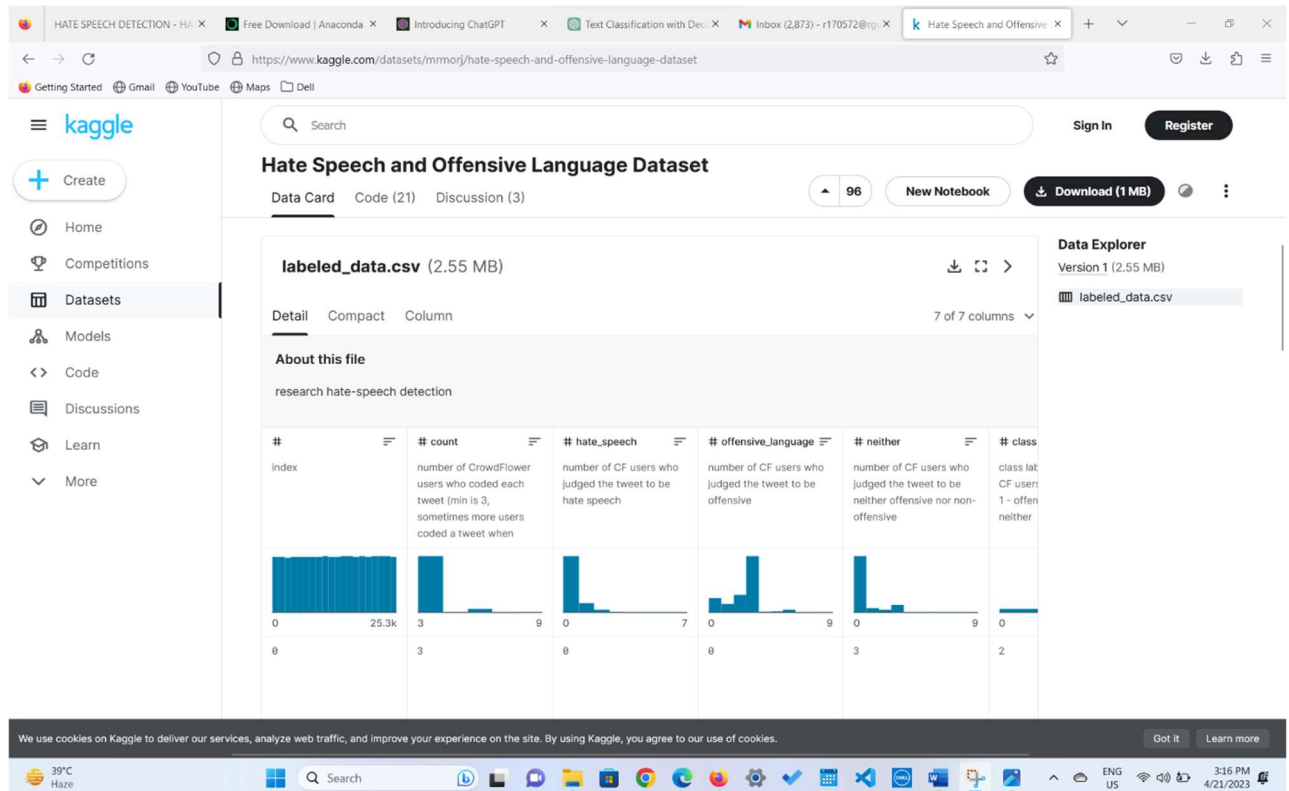 HATE SPEECH DETECTION - HA
Free Download | Anaconda
Introducing ChatGPT
Text Classification with Dec
Inbox (2,873) - r170572@rg
Hate Speech and Offensive
https://www.kaggle.com/datasets/mrmorj/hate-speech-and-offensive-language-dataset
Getting Started Gmail YouTube Maps Dell
kaggle
Search
Sign In
Register
Create
Home
Competitions
Datasets
Models
Code
Discussions
Learn
More
Hate Speech and Offensive Language Dataset
Data Card Code (21) Discussion (3)
96
New Notebook
Download (1 MB)
labeled_data.csv (2.55 MB)
Detail Compact Column
7 of 7 columns
About this file
research hate-speech detection
Data Explorer
Version 1 (2.55 MB)
labeled_data.csv
#
index
0 25.3k
0
# count
number of CrowdFlower
users who coded each
tweet (min is 3,
sometimes more users
coded a tweet when
3 9
3
# hate_speech
number of CF users who
judged the tweet to be
hate speech
0 7
0
# offensive_language
number of CF users who
judged the tweet to be
offensive
0 9
0
# neither
number of CF users who
judged the tweet to be
neither offensive nor non-
offensive
0 9
3
# class
class lab
CF users
1 - offen
neither
0
2
We use cookies on Kaggle to deliver our services, analyze web traffic, and improve your experience on the site. By using Kaggle, you agree to our use of cookies.
Got it
Learn more
39°C
Haze
Search
ENG
US
3:16 PM
4/21/2023